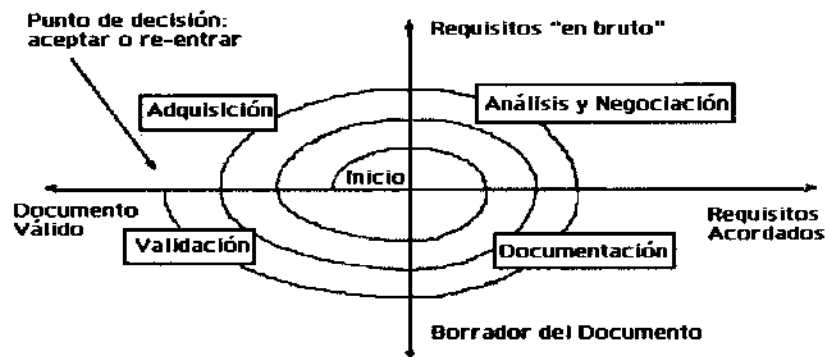 Punto de decisión:
aceptar o re-entrar
Requisitos "en bruto"
Adquisición
Análisis y Negociación
Inicio
Documento
Válido
Requisitos
Acordados
Validación
Documentación
Borrador del Documento